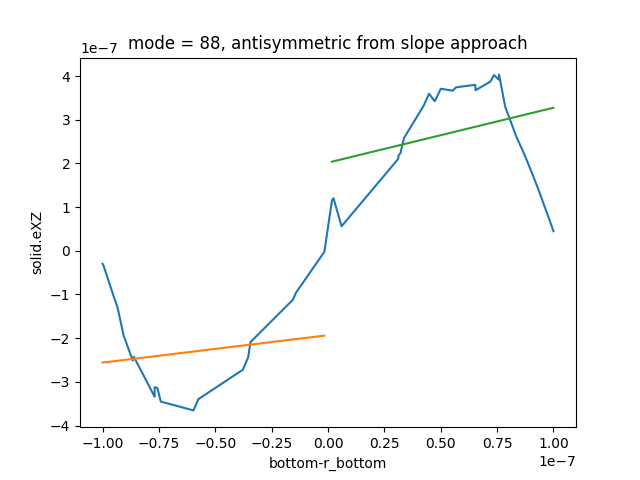 1e−7 mode = 88, antisymmetric from slope approach
4
3
2
1
0
−1
−2
−3
−4
solid.eXZ
−1.00 −0.75 −0.50 −0.25 0.00 0.25 0.50 0.75 1.00
bottom-r_bottom 1e−7